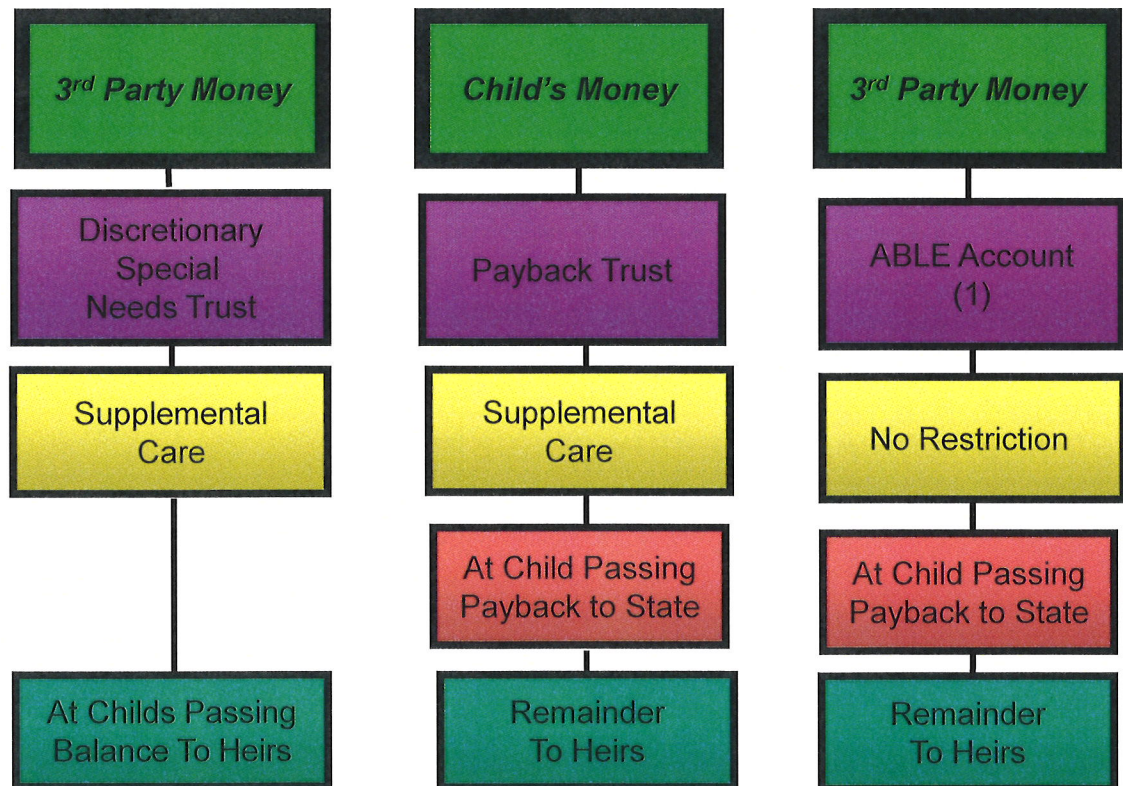 3rd Party Money
Discretionary
Special
Needs Trust
Supplemental
Care
At Childs Passing
Balance To Heirs
Child's Money
Payback Trust
Supplemental
Care
At Child Passing
Payback to State
Remainder
To Heirs
3rd Party Money
ABLE Account
(1)
No Restriction
At Child Passing
Payback to State
Remainder
To Heirs